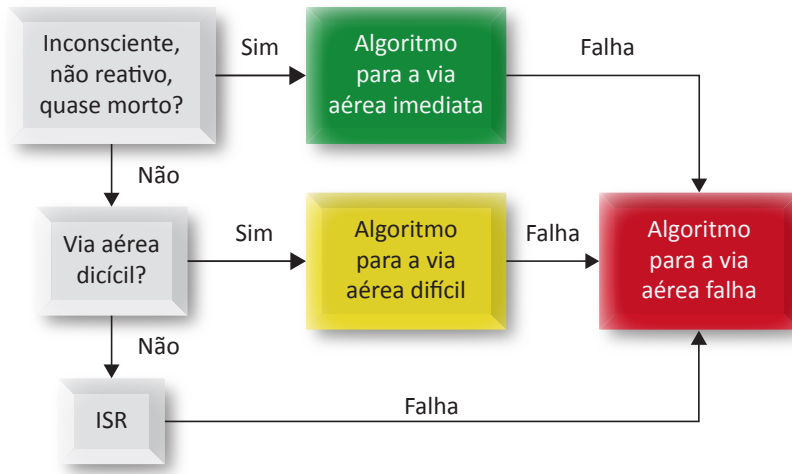 Inconsciente,
não reativo,
quase morto?
Sim
Algoritmo
para a via
aérea imediata
Falha
Não
Via aérea
dicícil?
Sim
Algoritmo
para a via
aérea difícil
Falha
Algoritmo
para a via
aérea falha
Não
ISR
Falha